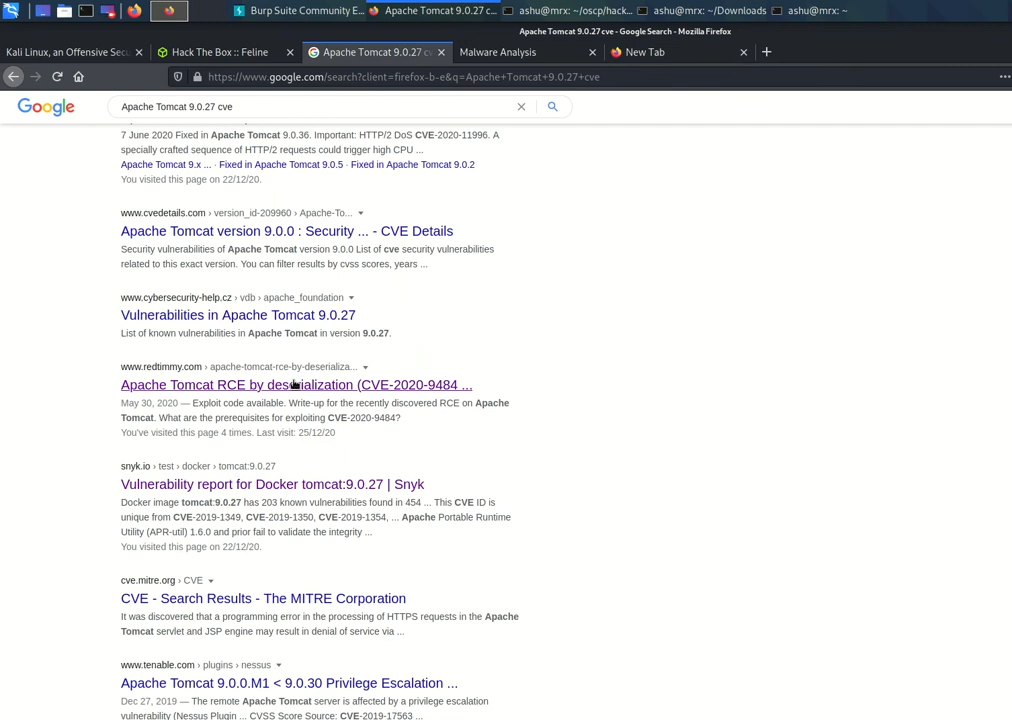 Burp Suite Community E...
Apache Tomcat 9.0.27 c...
ashu@mrx: ~/oscp/hack...
ashu@mrx: ~/Downloads
ashu@mrx: ~
Apache Tomcat 9.0.27 cve - Google Search - Mozilla Firefox
Kali Linux, an Offensive Sec
Hack The Box :: Feline
Apache Tomcat 9.0.27 cv
Malware Analysis
New Tab
https://www.google.com/search?client=firefox-b-e&q=Apache+Tomcat+9.0.27+cve
Google
Apache Tomcat 9.0.27 cve
7 June 2020 Fixed in Apache Tomcat 9.0.36. Important: HTTP/2 DoS CVE-2020-11996. A
specially crafted sequence of HTTP/2 requests could trigger high CPU ...
Apache Tomcat 9.x ... · Fixed in Apache Tomcat 9.0.5 · Fixed in Apache Tomcat 9.0.2
You visited this page on 22/12/20.
www.cvedetails.com › version_id-209960 › Apache-To...
Apache Tomcat version 9.0.0 : Security ... - CVE Details
Security vulnerabilities of Apache Tomcat version 9.0.0 List of cve security vulnerabilities
related to this exact version. You can filter results by cvss scores, years ...
www.cybersecurity-help.cz › vdb › apache_foundation
Vulnerabilities in Apache Tomcat 9.0.27
List of known vulnerabilities in Apache Tomcat in version 9.0.27.
www.redtimmy.com › apache-tomcat-rce-by-deserializa...
Apache Tomcat RCE by deserialization (CVE-2020-9484 ...
May 30, 2020 — Exploit code available. Write-up for the recently discovered RCE on Apache
Tomcat. What are the prerequisites for exploiting CVE-2020-9484?
You've visited this page 4 times. Last visit: 25/12/20
snyk.io › test › docker › tomcat:9.0.27
Vulnerability report for Docker tomcat:9.0.27 | Snyk
Docker image tomcat:9.0.27 has 203 known vulnerabilities found in 454 ... This CVE ID is
unique from CVE-2019-1349, CVE-2019-1350, CVE-2019-1354, ... Apache Portable Runtime
Utility (APR-util) 1.6.0 and prior fail to validate the integrity ...
You visited this page on 22/12/20.
cve.mitre.org › CVE
CVE - Search Results - The MITRE Corporation
It was discovered that a programming error in the processing of HTTPS requests in the Apache
Tomcat servlet and JSP engine may result in denial of service via ...
www.tenable.com › plugins › nessus
Apache Tomcat 9.0.0.M1 < 9.0.30 Privilege Escalation ...
Dec 27, 2019 — The remote Apache Tomcat server is affected by a privilege escalation
vulnerability (Nessus Plugin ... CVSS Score Source: CVE-2019-17563 ...